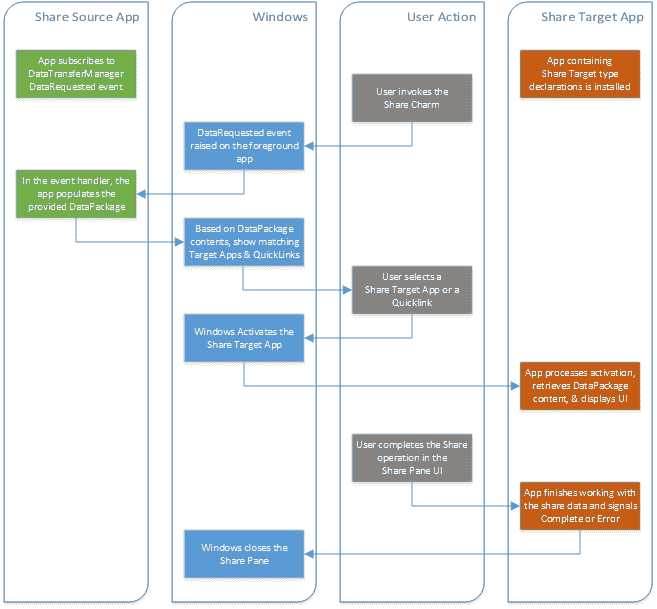 Share Source App
Windows
User Action
Share Target App
App subscribes to
DataTransferManager
DataRequested event
App containing
Share Target type
declarations is installed
User invokes the
Share Charm
DataRequested event
raised on the foreground
app
In the event handler, the
app populates the
provided DataPackage
Based on DataPackage
contents, show matching
Target Apps & QuickLinks
User selects a
Share Target App or a
Quicklink
Windows Activates the
Share Target App
App processes activation,
retrieves DataPackage
content, & displays UI
User completes the Share
operation in the
Share Pane UI
App finishes working with
the share data and signals
Complete or Error
Windows closes the
Share Pane